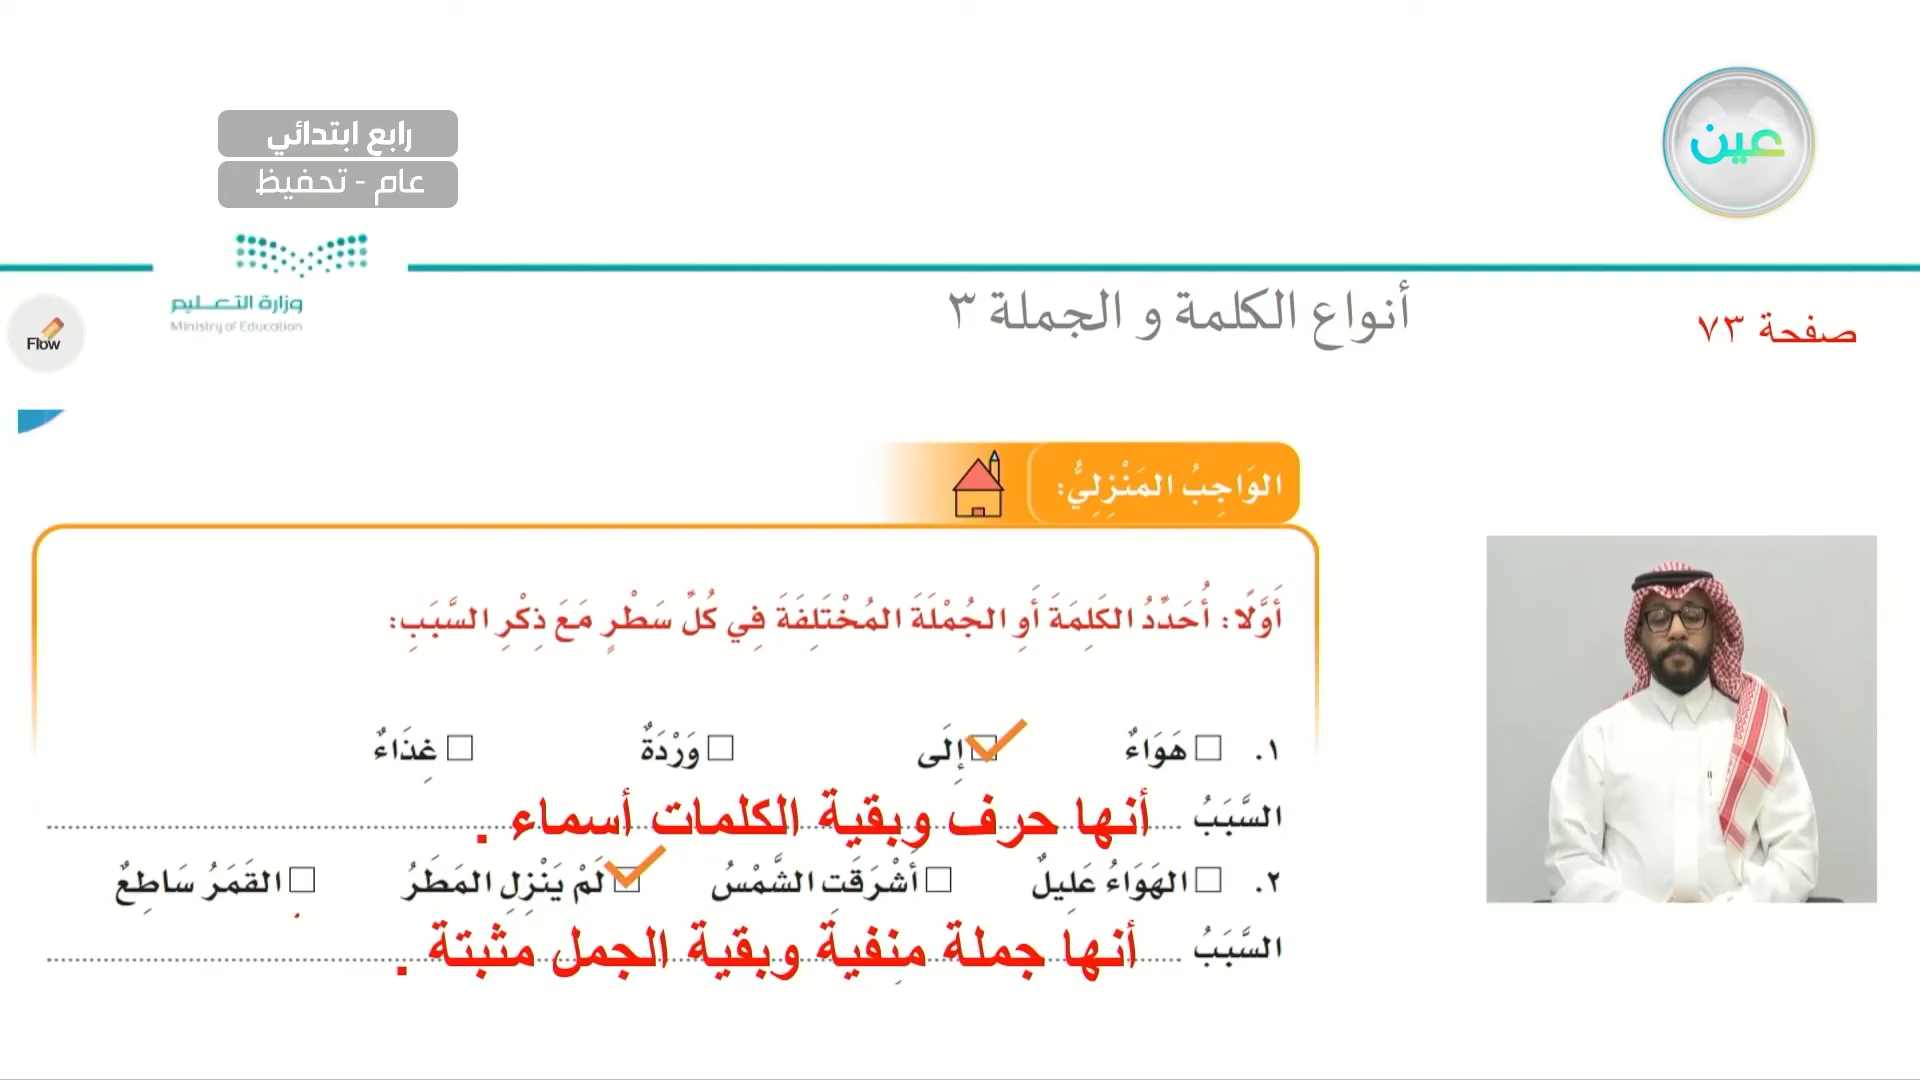 عين
رابع ابتدائي
عام - تحفيظ
وزارة التعليم
Ministry of Education
Flow
أنواع الكلمة و الجملة ٣
صفحة ٧٣
الوَاجِبُ المَنْزِلِيُّ:
أَوَّلًا: أُحَدِّدُ الكَلِمَةَ أَوِ الجُمْلَةَ المُخْتَلِفَةَ فِي كُلِّ سَطْرٍ مَعَ ذِكْرِ السَّبَبِ:
١. هَوَاءٌ إِلَى وَرْدَةٌ غِذَاءٌ
السَّبَبُ أنها حرف وبقية الكلمات أسماء .
٢. الهَوَاءُ عَلِيلٌ أَشْرَقَتِ الشَّمْسُ لَمْ يَنْزِلِ المَطَرُ القَمَرُ سَاطِعٌ
السَّبَبُ أنها جملة منفية وبقية الجمل مثبتة .